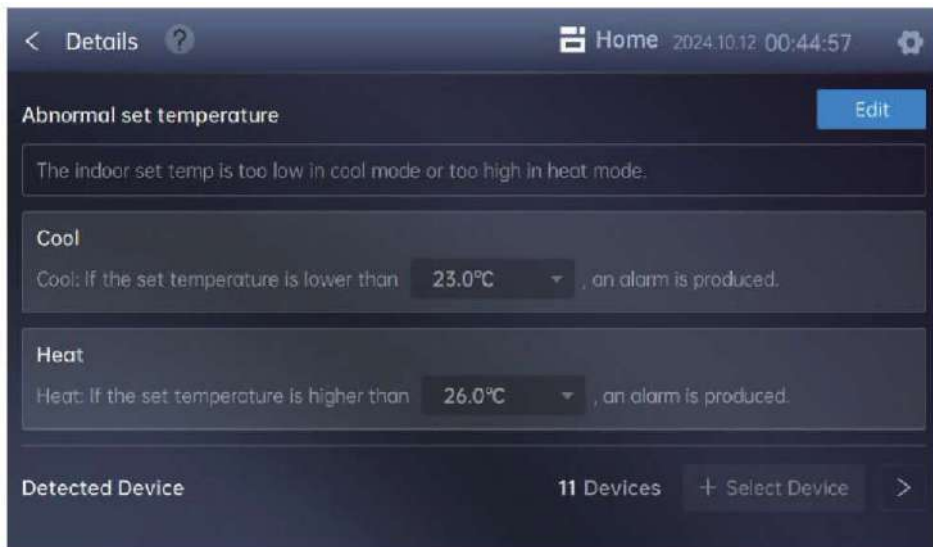 < Details ?
Home 2024.10.12 00:44:57
Abnormal set temperature
Edit
The indoor set temp is too low in cool mode or too high in heat mode.
Cool
Cool: If the set temperature is lower than 23.0°C , an alarm is produced.
Heat
Heat: If the set temperature is higher than 26.0°C , an alarm is produced.
Detected Device
11 Devices + Select Device >